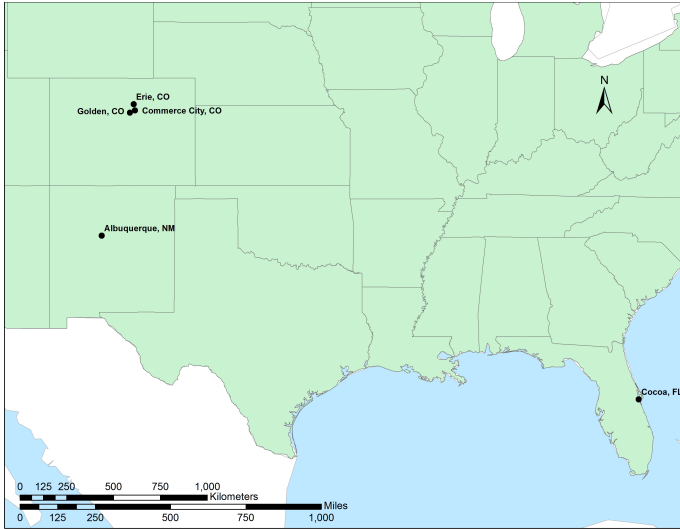 N
Erie, CO
Golden, CO
Commerce City, CO
Albuquerque, NM
Cocoa, FL
0 125 250 500 750 1,000
Kilometers
Miles
0 125 250 500 750 1,000